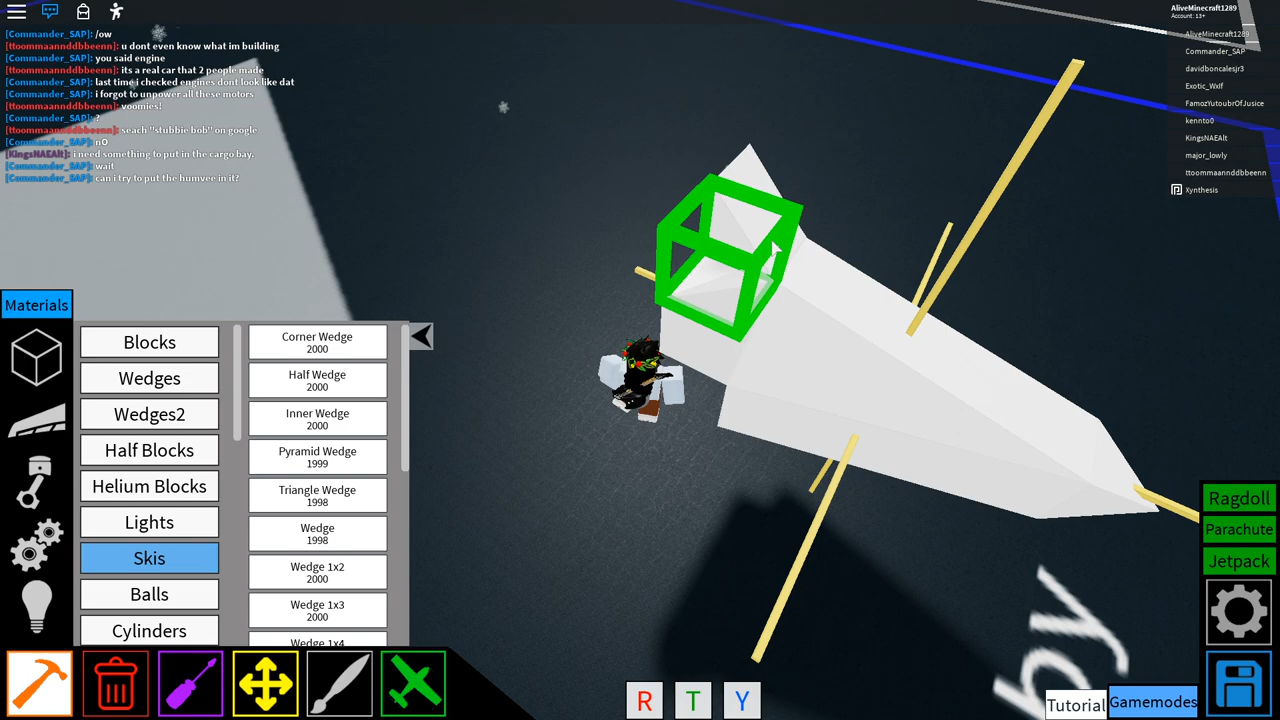 [Commander_SAP]: /ow
[ttoommaannddbbeenn]: u dont even know what im building
[Commander_SAP]: you said engine
[ttoommaannddbbeenn]: its a real car that 2 people made
[Commander_SAP]: last time i checked engines dont look like dat
[Commander_SAP]: i forgot to unpower all these motors
[ttoommaannddbbeenn]: voomies!
[Commander_SAP]: ?
[ttoommaannddbbeenn]: seach "stubbie bob" on google
[Commander_SAP]: nO
[KingsNAEAlt]: i need something to put in the cargo bay.
[Commander_SAP]: wait
[Commander_SAP]: can i try to put the humvee in it?
AliveMinecraft1289
Account: 13+
AliveMinecraft1289
Commander_SAP
davidboncalesjr3
Exotic_WxIf
FamozYutoubrOfJusice
kennto0
KingsNAEAlt
major_lowly
ttoommaannddbbeenn
Xynthesis
Materials
Blocks
Wedges
Wedges2
Half Blocks
Helium Blocks
Lights
Skis
Balls
Cylinders
Corner Wedge
2000
Half Wedge
2000
Inner Wedge
2000
Pyramid Wedge
1999
Triangle Wedge
1998
Wedge
1998
Wedge 1x2
2000
Wedge 1x3
2000
Wedge 1x4
R T Y
by
Ragdoll
Parachute
Jetpack
Tutorial
Gamemodes